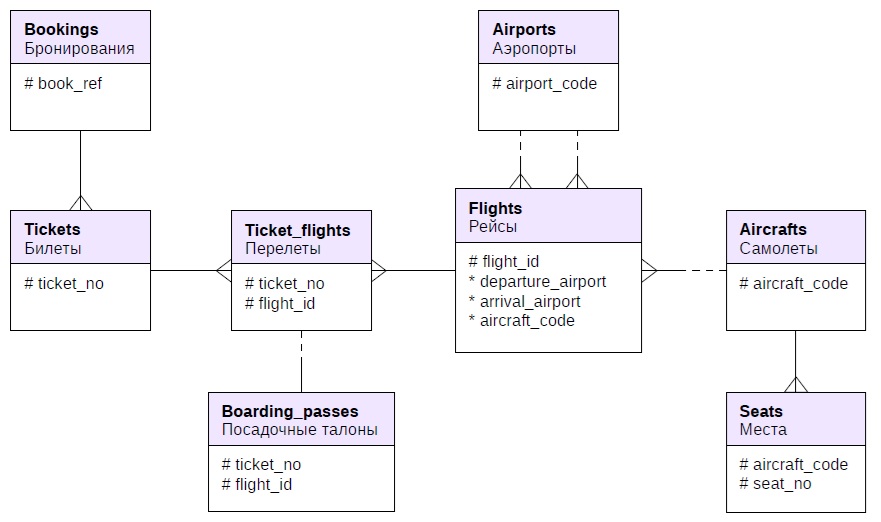 Bookings
Бронирования
# book_ref
Airports
Аэропорты
# airport_code
Tickets
Билеты
# ticket_no
Ticket_flights
Перелеты
# ticket_no
# flight_id
Flights
Рейсы
# flight_id
* departure_airport
* arrival_airport
* aircraft_code
Aircrafts
Самолеты
# aircraft_code
Boarding_passes
Посадочные талоны
# ticket_no
# flight_id
Seats
Места
# aircraft_code
# seat_no